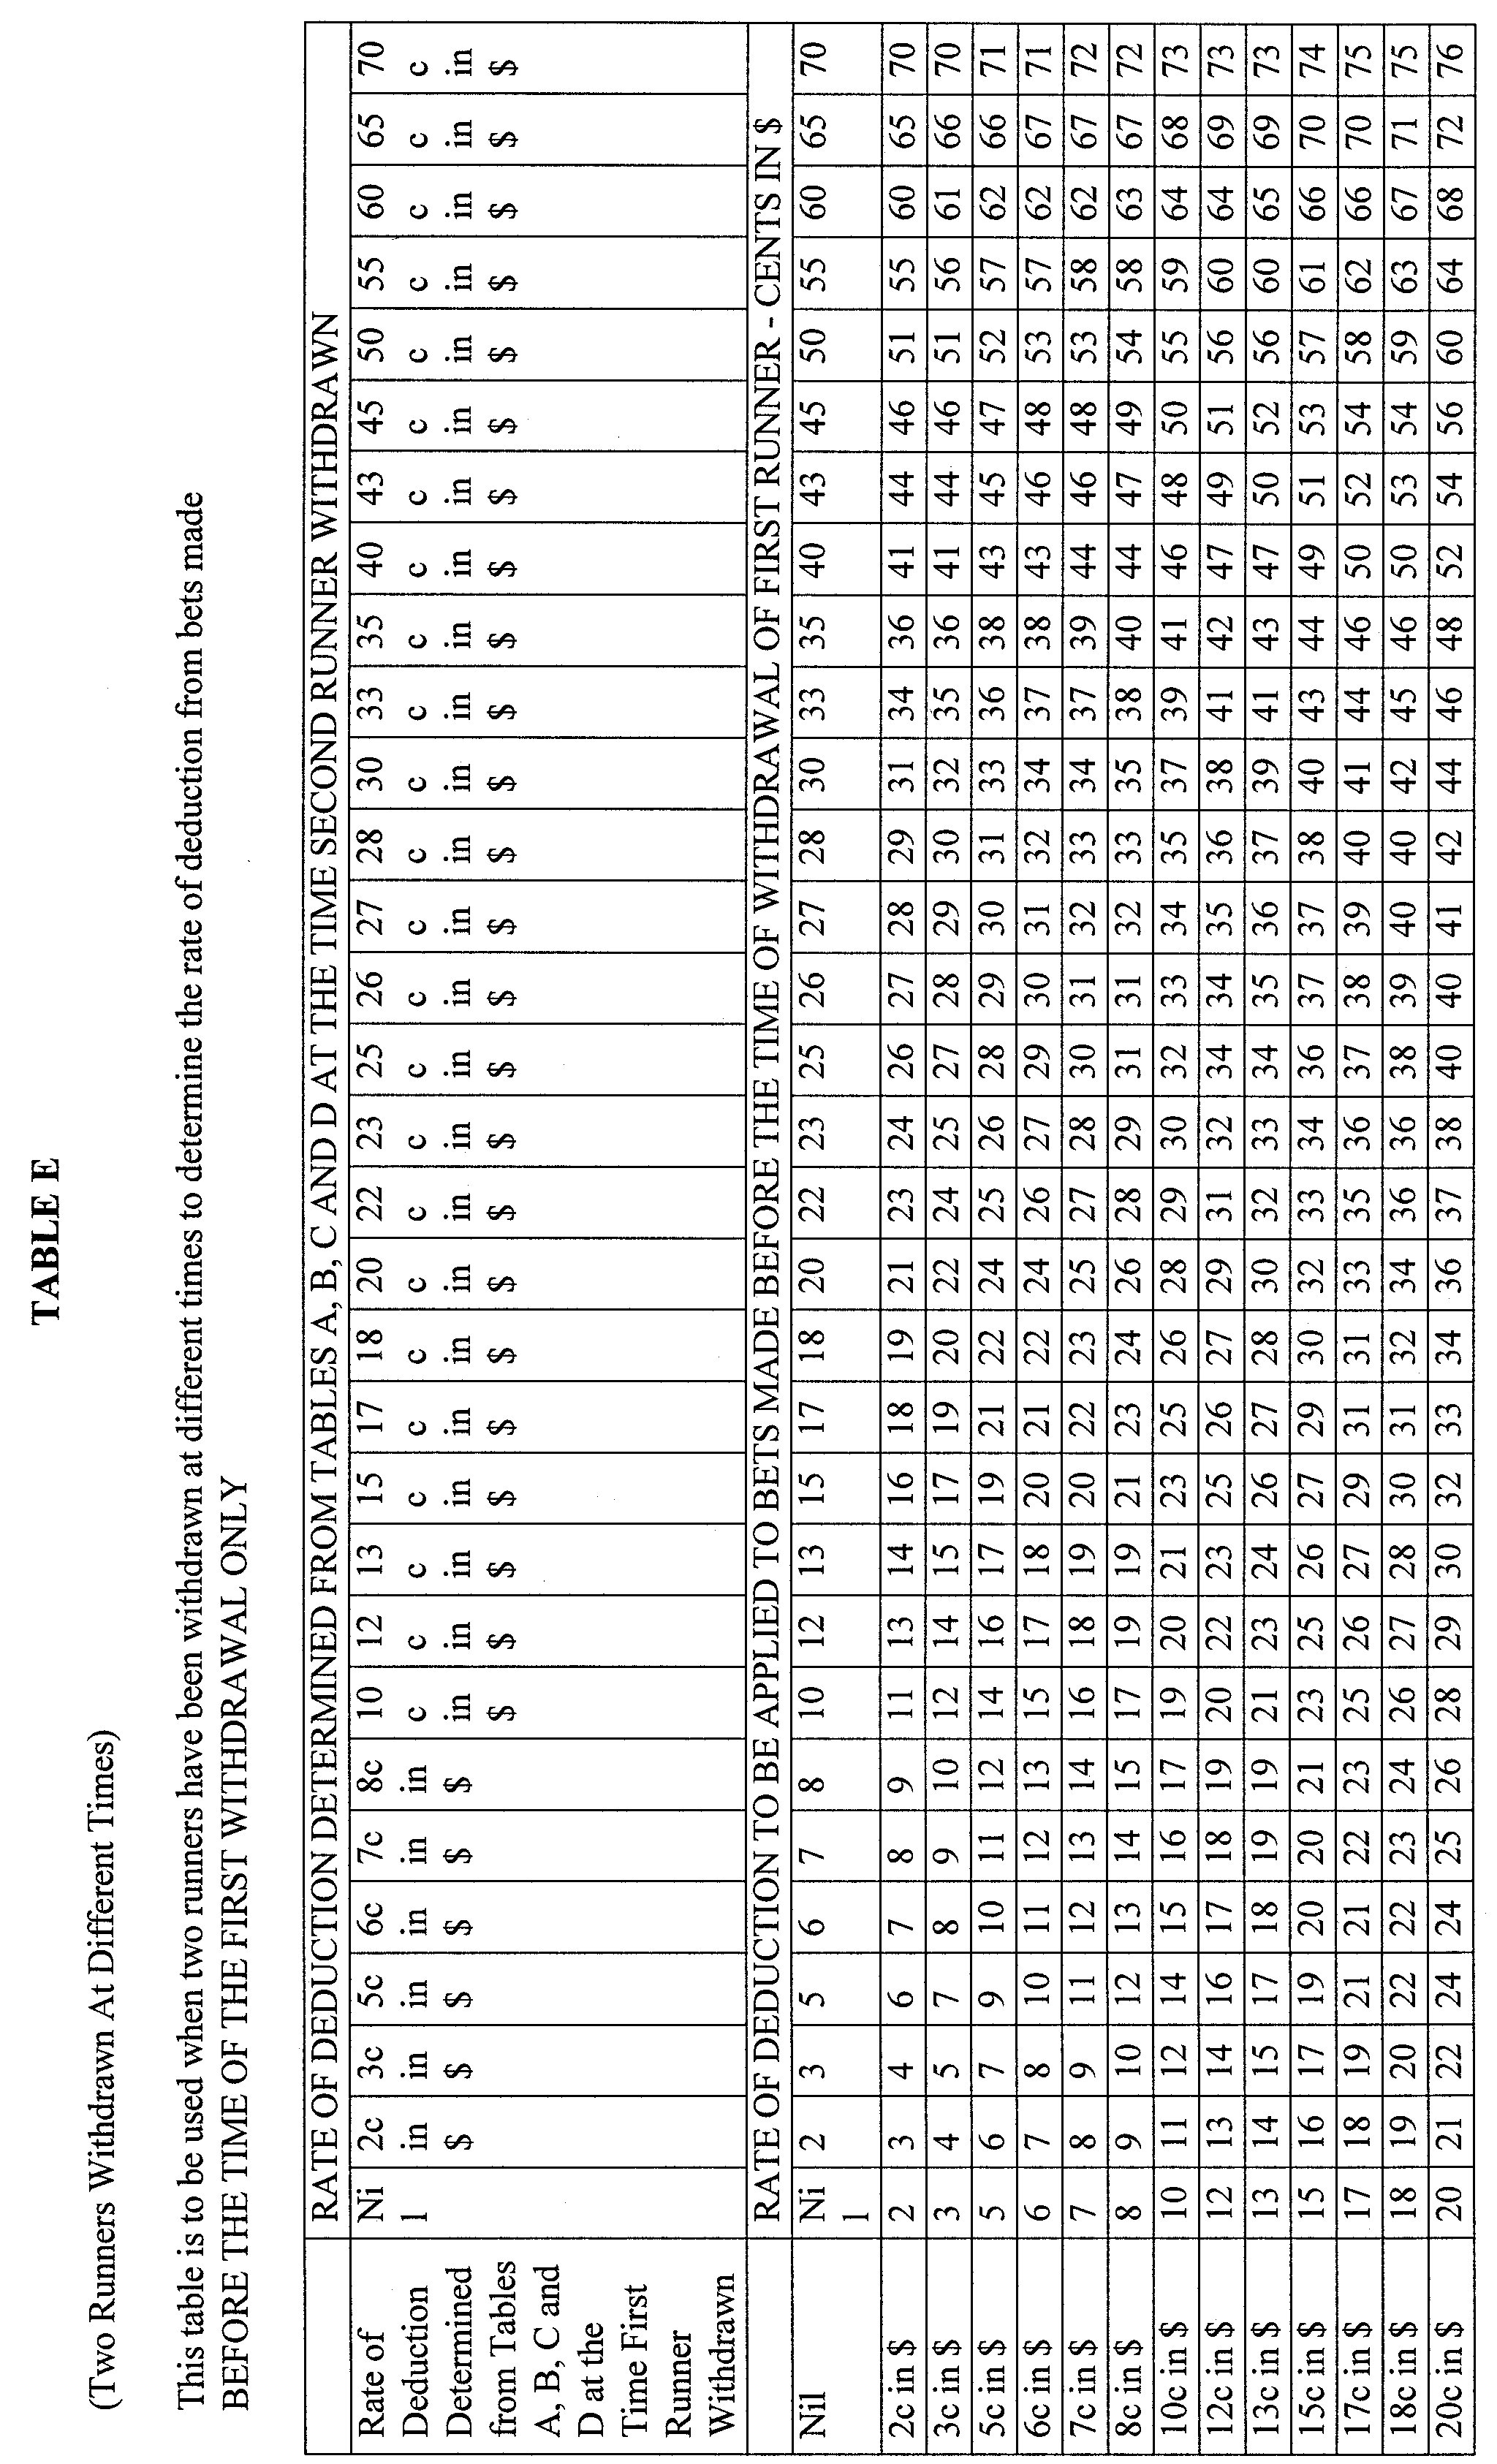 TABLE E
(Two Runners Withdrawn At Different Times)
This table is to be used when two runners have been withdrawn at different times to determine the rate of deduction from bets made
BEFORE THE TIME OF THE FIRST WITHDRAWAL ONLY
RATE OF DEDUCTION DETERMINED FROM TABLES A, B, C AND D AT THE TIME SECOND RUNNER WITHDRAWN
Rate of Ni 2c 3c 5c 6c 7c 8c 10 12 13 15 17 18 20 22 23 25 26 27 28 30 33 35 40 43 45 50 55 60 65 70
Deduction l in in in in in in c c c c c c c c c c c c c c c c c c c c c c c c
Determined $ $ $ $ $ $ in in in in in in in in in in in in in in in in in in in in in in in in
from Tables $ $ $ $ $ $ $ $ $ $ $ $ $ $ $ $ $ $ $ $ $ $ $ $
A, B, C and
D at the
Time First
Runner
Withdrawn
RATE OF DEDUCTION TO BE APPLIED TO BETS MADE BEFORE THE TIME OF WITHDRAWAL OF FIRST RUNNER - CENTS IN $
Nil Ni 2 3 5 6 7 8 10 12 13 15 17 18 20 22 23 25 26 27 28 30 33 35 40 43 45 50 55 60 65 70
l
2c in $ 2 3 4 6 7 8 9 11 13 14 16 18 19 21 23 24 26 27 28 29 31 34 36 41 44 46 51 55 60 65 70
3c in $ 3 4 5 7 8 9 10 12 14 15 17 19 20 22 24 25 27 28 29 30 32 35 36 41 44 46 51 56 61 66 70
5c in $ 5 6 7 9 10 11 12 14 16 17 19 21 22 24 25 26 28 29 30 31 33 36 38 43 45 47 52 57 62 66 71
6c in $ 6 7 8 10 11 12 13 15 17 18 20 21 22 24 26 27 29 30 31 32 34 37 38 43 46 48 53 57 62 67 71
7c in $ 7 8 9 11 12 13 14 16 18 19 20 22 23 25 27 28 30 31 32 33 34 37 39 44 46 48 53 58 62 67 72
8c in $ 8 9 10 12 13 14 15 17 19 19 21 23 24 26 28 29 31 31 32 33 35 38 40 44 47 49 54 58 63 67 72
10c in $ 10 11 12 14 15 16 17 19 20 21 23 25 26 28 29 30 32 33 34 35 37 39 41 46 48 50 55 59 64 68 73
12c in $ 12 13 14 16 17 18 19 20 22 23 25 26 27 29 31 32 34 34 35 36 38 41 42 47 49 51 56 60 64 69 73
13c in $ 13 14 15 17 18 19 19 21 23 24 26 27 28 30 32 33 34 35 36 37 39 41 43 47 50 52 56 60 65 69 73
15c in $ 15 16 17 19 20 20 21 23 25 26 27 29 30 32 33 34 36 37 37 38 40 43 44 49 51 53 57 61 66 70 74
17c in $ 17 18 19 21 21 22 23 25 26 27 29 31 31 33 35 36 37 38 39 40 41 44 46 50 52 54 58 62 66 70 75
18c in $ 18 19 20 22 22 23 24 26 27 28 30 31 32 34 36 36 38 39 40 40 42 45 46 50 53 54 59 63 67 71 75
20c in $ 20 21 22 24 24 25 26 28 29 30 32 33 34 36 37 38 40 40 41 42 44 46 48 52 54 56 60 64 68 72 76